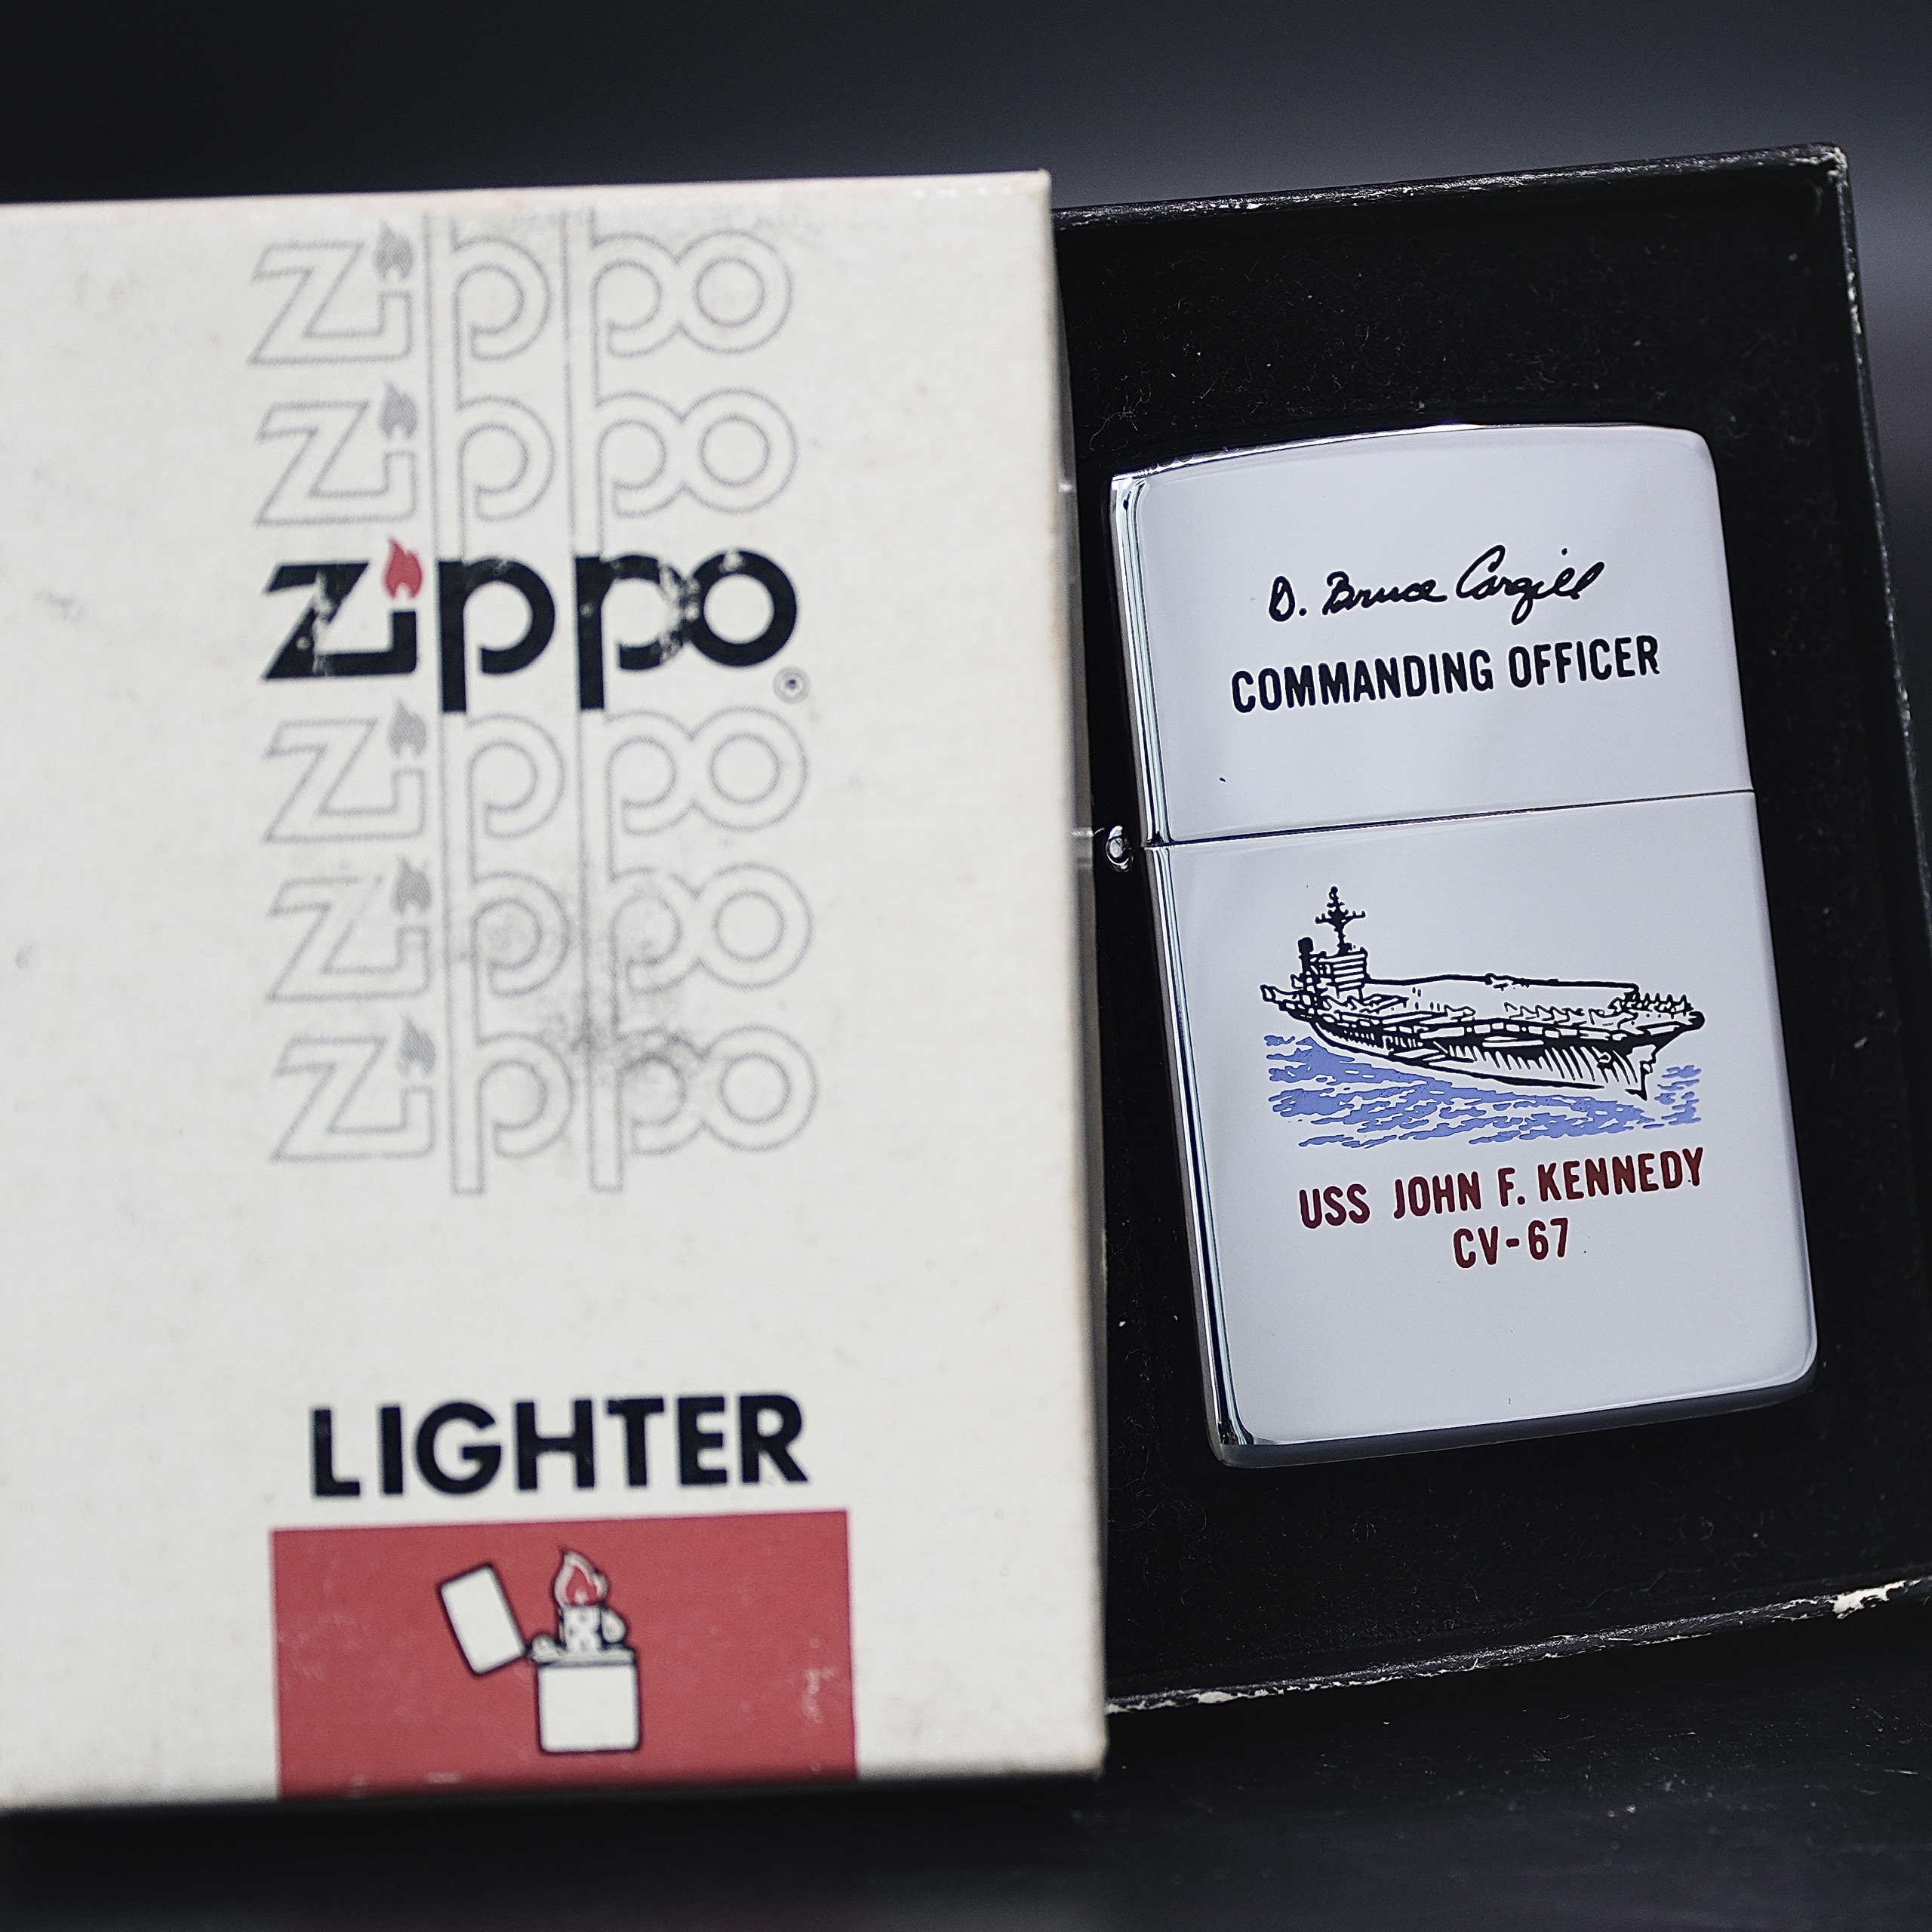 zippo
zippo
zippo
®
zippo
zippo
zippo
LIGHTER
D. Bruce Cargill
COMMANDING OFFICER
USS JOHN F. KENNEDY
CV-67